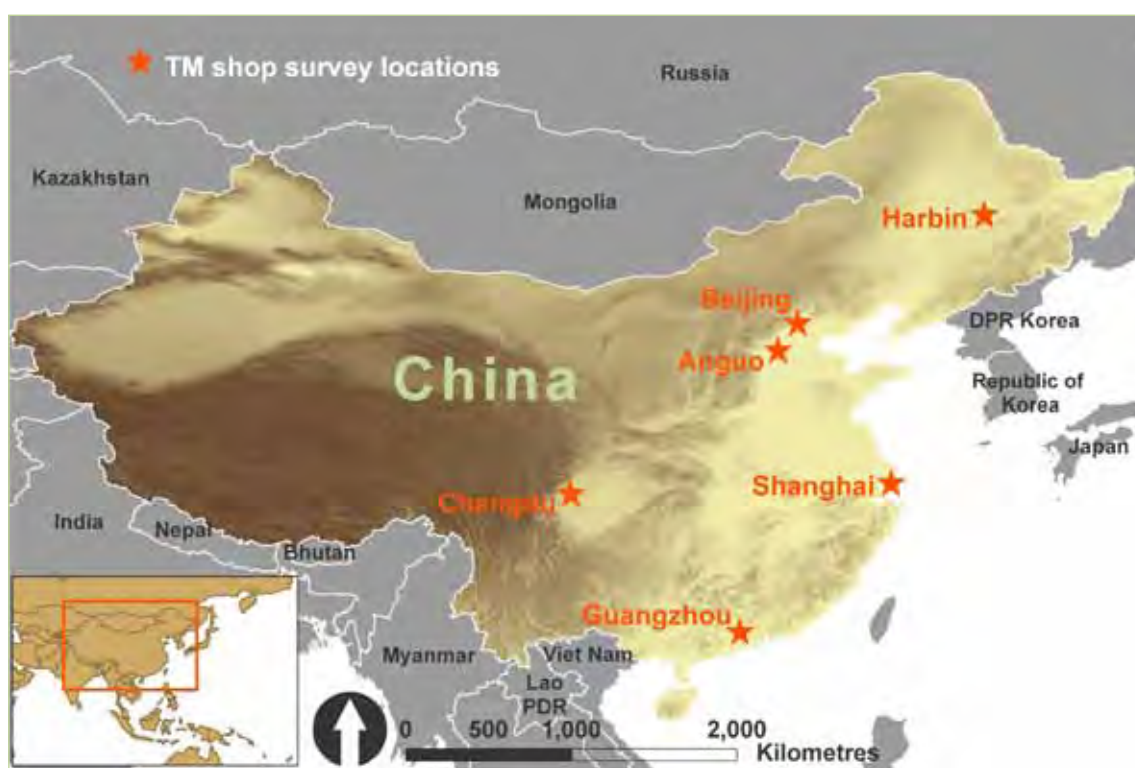 TM shop survey locations
Russia
Kazakhstan
Mongolia
Harbin
Beijing
DPR Korea
Anguo
China
Republic of
Korea
Japan
Shanghai
Changdu
India
Nepal
Bhutan
Guangzhou
Myanmar
Viet Nam
Lao
PDR
0 500 1,000 2,000
Kilometres